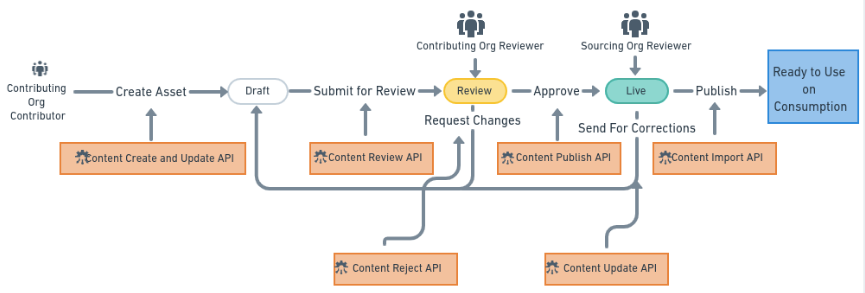 Contributing Org Reviewer
Sourcing Org Reviewer
Contributing
Org
Contributor
Create Asset
Draft
Submit for Review
Review
Approve
Live
Publish
Ready to Use
on
Consumption
Request Changes
Send For Corrections
Content Create and Update API
Content Review API
Content Publish API
Content Import API
Content Reject API
Content Update API